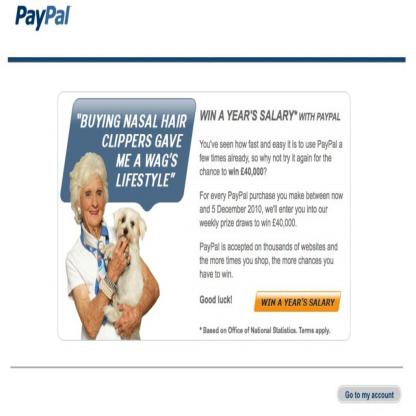 PayPal
"BUYING NASAL HAIR
CLIPPERS GAVE
ME A WAG'S
LIFESTYLE"
WIN A YEAR'S SALARY* WITH PAYPAL
You've seen how fast and easy it is to use PayPal a
few times already, so why not try it again for the
chance to win £40,000?
For every PayPal purchase you make between now
and 5 December 2010, we'll enter you into our
weekly prize draws to win £40,000.
PayPal is accepted on thousands of websites and
the more times you shop, the more chances you
have to win.
Good luck!
WIN A YEAR'S SALARY
* Based on Office of National Statistics. Terms apply.
Go to my account